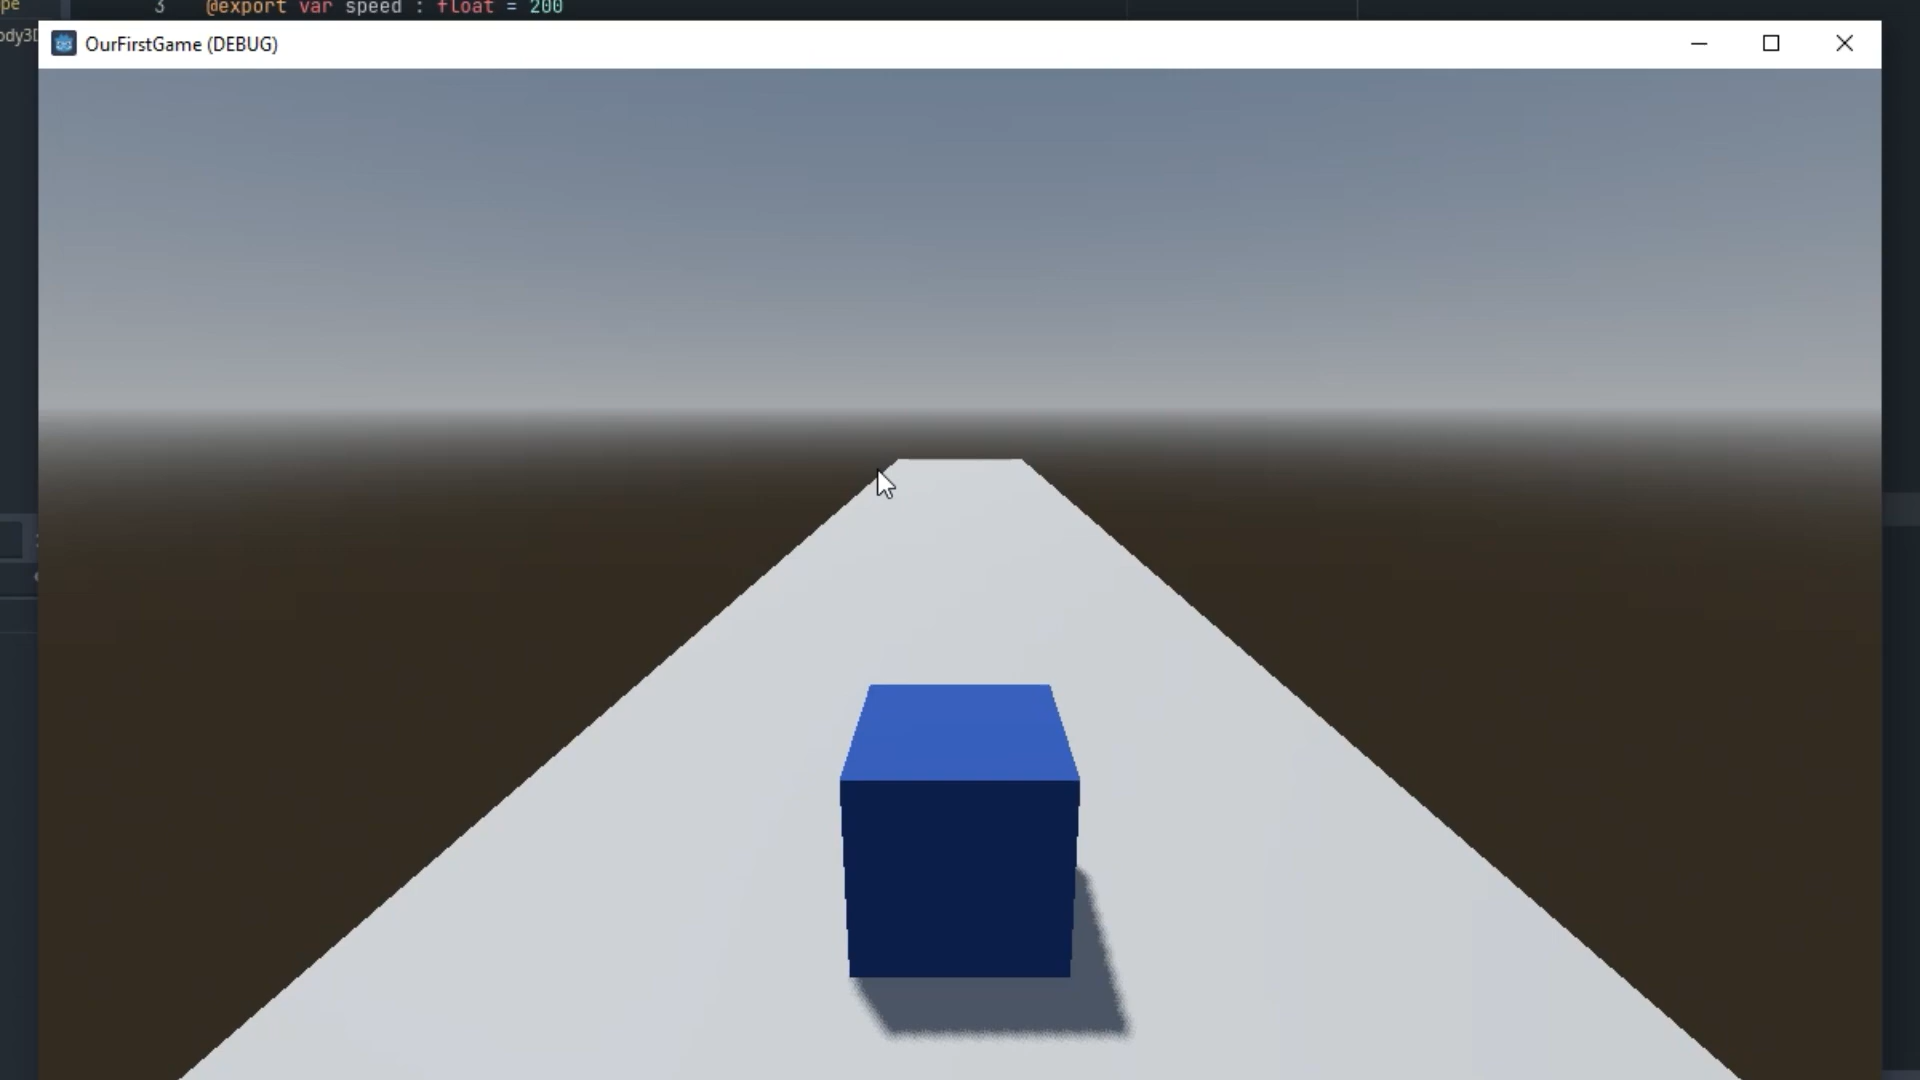 3 @export var speed : float = 200
OurFirstGame (DEBUG)